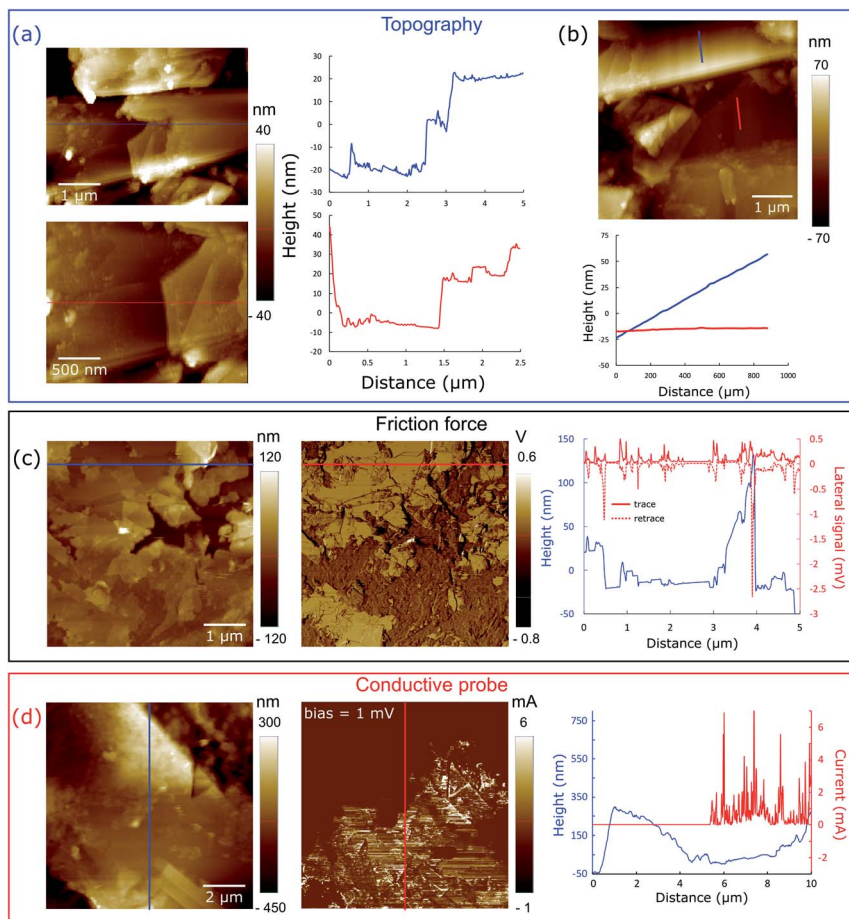 (a)
Topography
(b)
nm
40
- 40
1 µm
500 nm
Height (nm)
30
20
10
0
-10
-20
-30
0 1 2 3 4 5
50
40
30
20
10
0
-10
-20
0 0.5 1 1.5 2 2.5
Distance (µm)
nm
70
- 70
1 µm
Height (nm)
75
50
25
0
-25
-50
0 200 400 600 800 1000
Distance (µm)
Friction force
(c)
nm
120
- 120
1 µm
V
0.6
- 0.8
Height (nm)
150
100
50
0
-50
trace
retrace
0 1 2 3 4 5
Distance (µm)
0.5
0
-0.5
-1
-1.5
-2
-2.5
-3
Lateral signal (mV)
Conductive probe
(d)
nm
300
- 450
2 µm
bias = 1 mV
mA
6
- 1
Height (nm)
750
600
450
300
150
0
-50
0 2 4 6 8 10
Distance (µm)
6
4
2
0
-2
Current (mA)